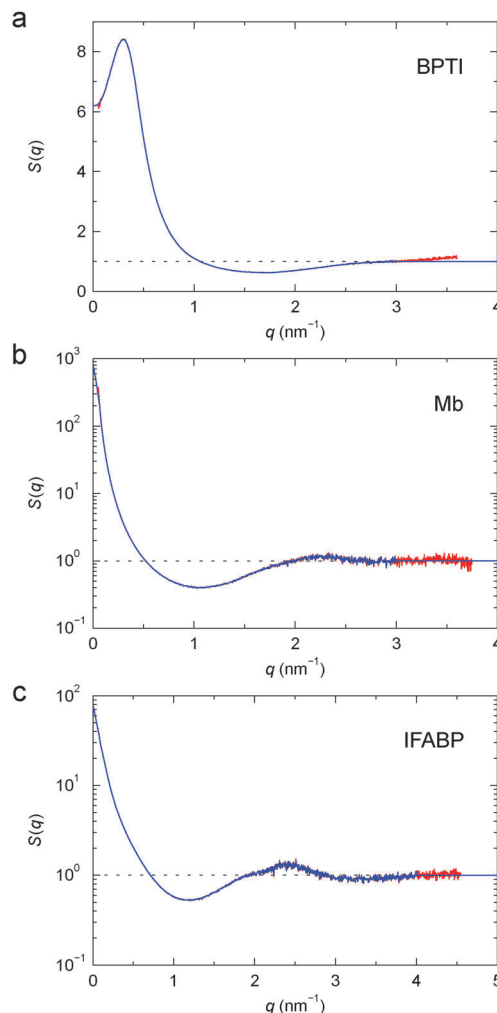 a
BPTI
S(q)
8
6
4
2
1
0
0 1 2 3 4
q (nm⁻¹)
b
Mb
S(q)
10³
10²
10¹
10⁰
10⁻¹
0 1 2 3 4
q (nm⁻¹)
c
IFABP
S(q)
10²
10¹
10⁰
10⁻¹
0 1 2 3 4 5
q (nm⁻¹)